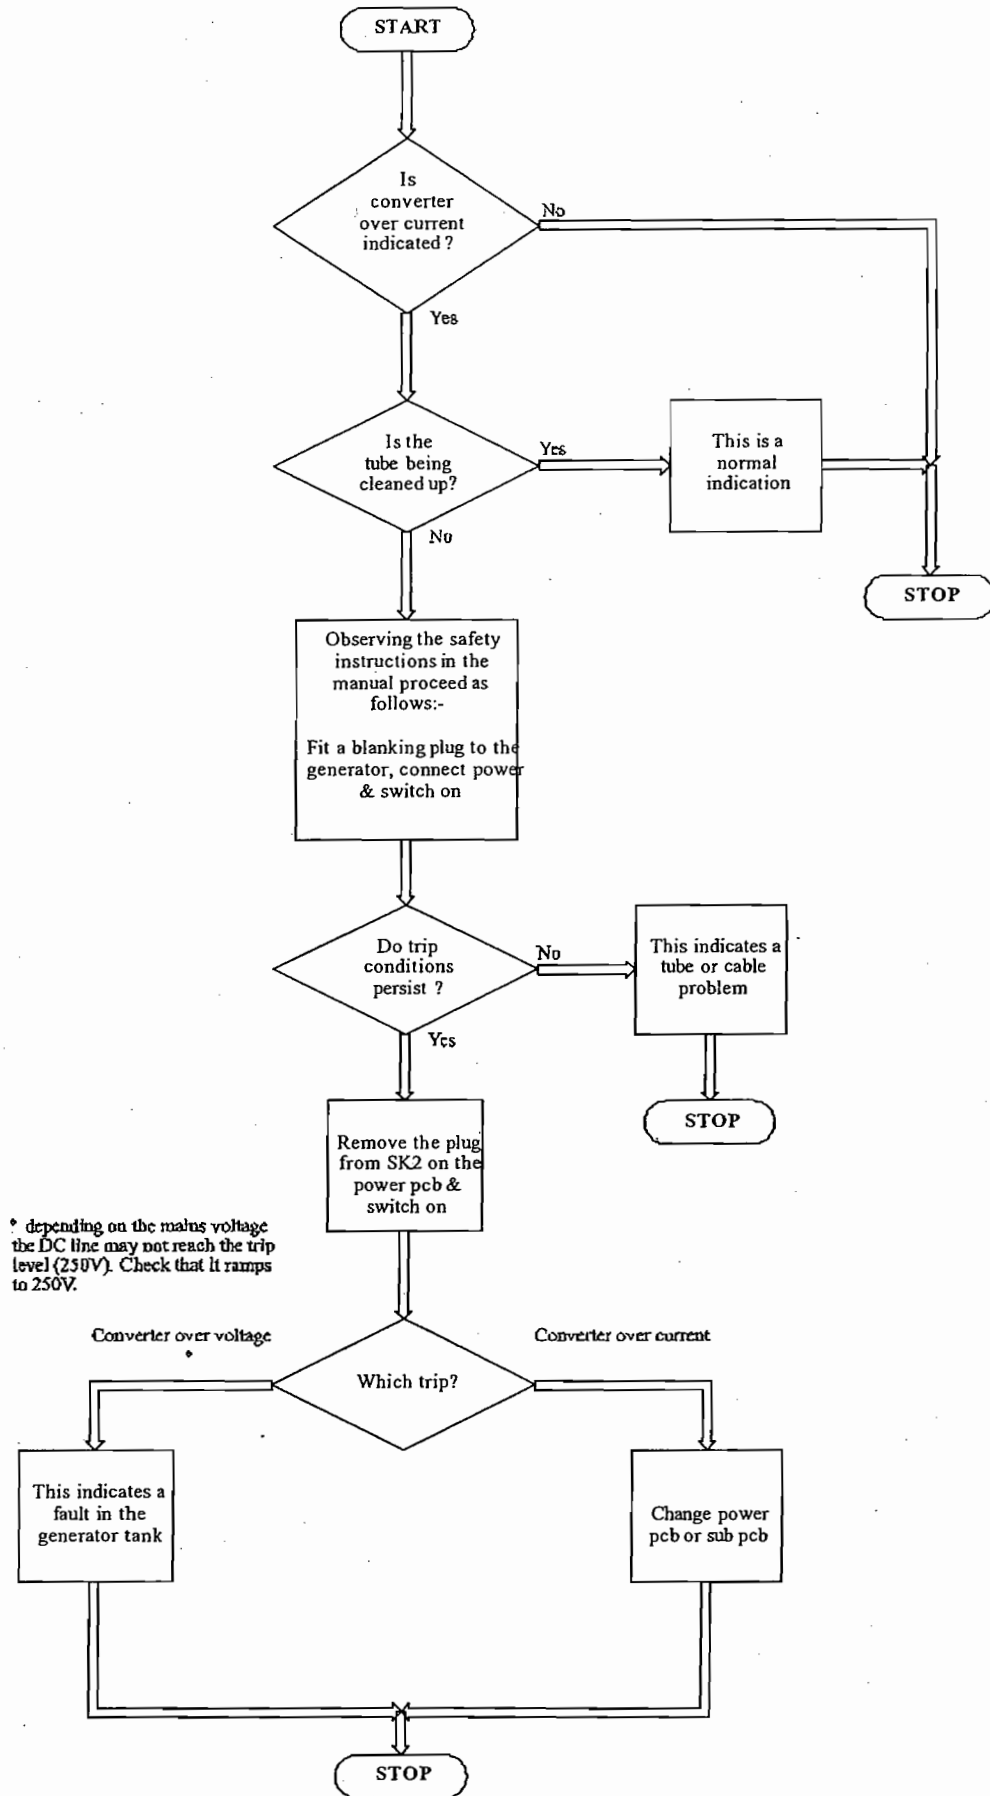 START
Is
converter
over current
indicated ?
No
Yes
Is the
tube being
cleaned up?
Yes
This is a
normal
indication
No
STOP
Observing the safety
instructions in the
manual proceed as
follows:-
Fit a blanking plug to the
generator, connect power
& switch on
Do trip
conditions
persist ?
No
This indicates a
tube or cable
problem
Yes
STOP
Remove the plug
from SK2 on the
power pcb &
switch on
* depending on the mains voltage
the DC line may not reach the trip
level (250V). Check that it ramps
to 250V.
Converter over voltage
*
Converter over current
Which trip?
This indicates a
fault in the
generator tank
Change power
pcb or sub pcb
STOP